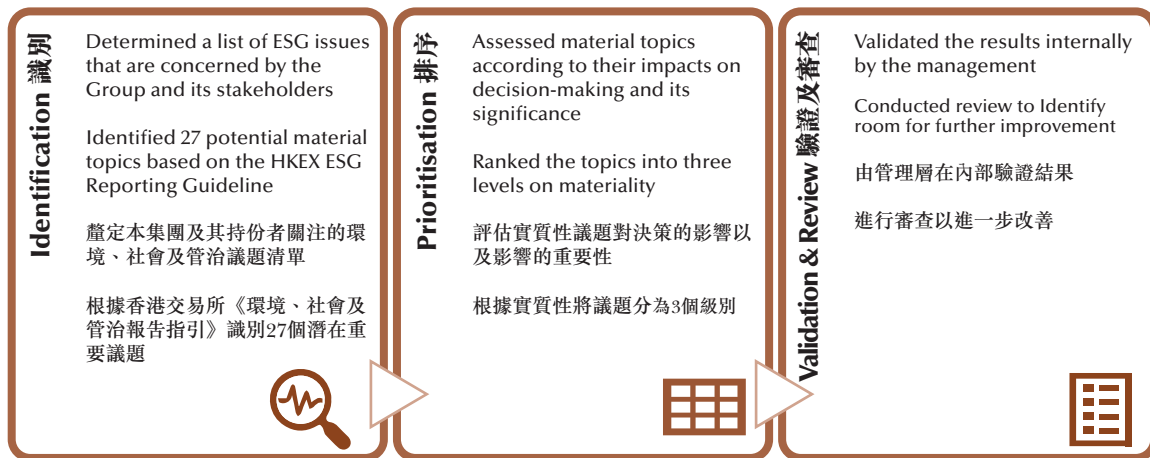 Identification 識別
Determined a list of ESG issues
that are concerned by the
Group and its stakeholders
Identified 27 potential material
topics based on the HKEX ESG
Reporting Guideline
釐定本集團及其持份者關注的環
境、社會及管治議題清單
根據香港交易所《環境、社會及
管治報告指引》識別27個潛在重
要議題
Prioritisation 排序
Assessed material topics
according to their impacts on
decision-making and its
significance
Ranked the topics into three
levels on materiality
評估實質性議題對決策的影響以
及影響的重要性
根據實質性將議題分為3個級別
Validation & Review 驗證及審查
Validated the results internally
by the management
Conducted review to Identify
room for further improvement
由管理層在內部驗證結果
進行審查以進一步改善